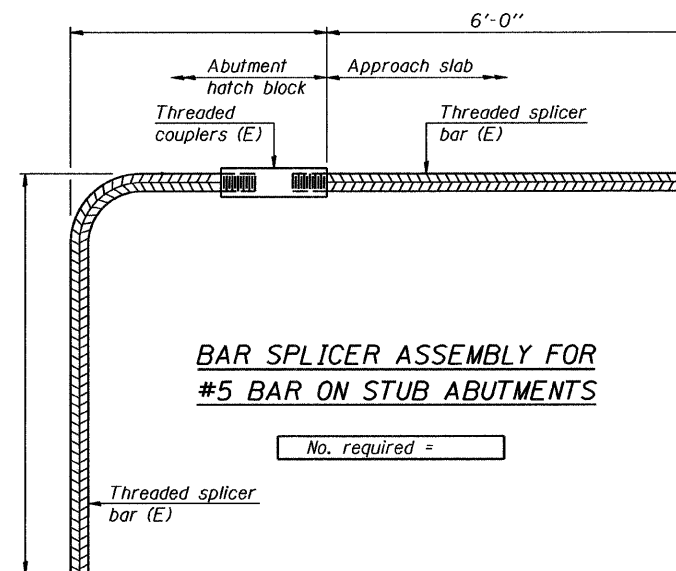 6'-0"
Abutment
hatch block
Approach slab
Threaded
couplers (E)
Threaded splicer
bar (E)
BAR SPLICER ASSEMBLY FOR
#5 BAR ON STUB ABUTMENTS
No. required =
Threaded splicer
bar (E)